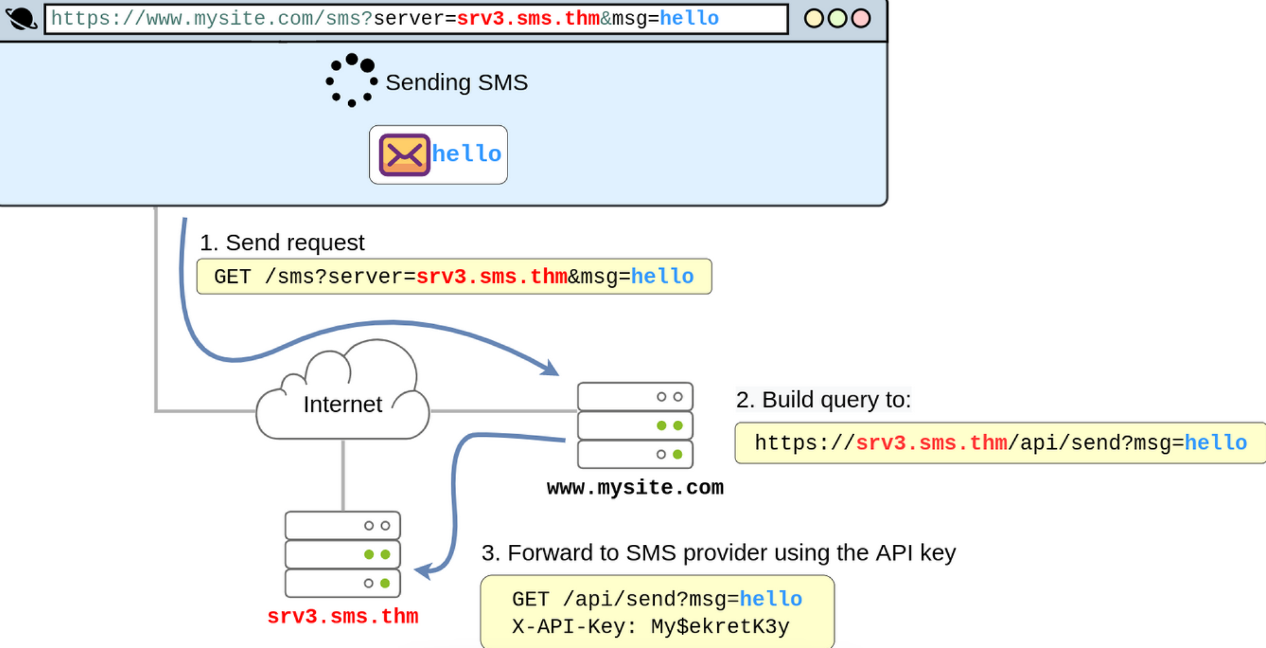 https://www.mysite.com/sms?server=srv3.sms.thm&msg=hello
Sending SMS
hello
1. Send request
GET /sms?server=srv3.sms.thm&msg=hello
Internet
2. Build query to:
https://srv3.sms.thm/api/send?msg=hello
www.mysite.com
3. Forward to SMS provider using the API key
GET /api/send?msg=hello
X-API-Key: My$ekretK3y
srv3.sms.thm